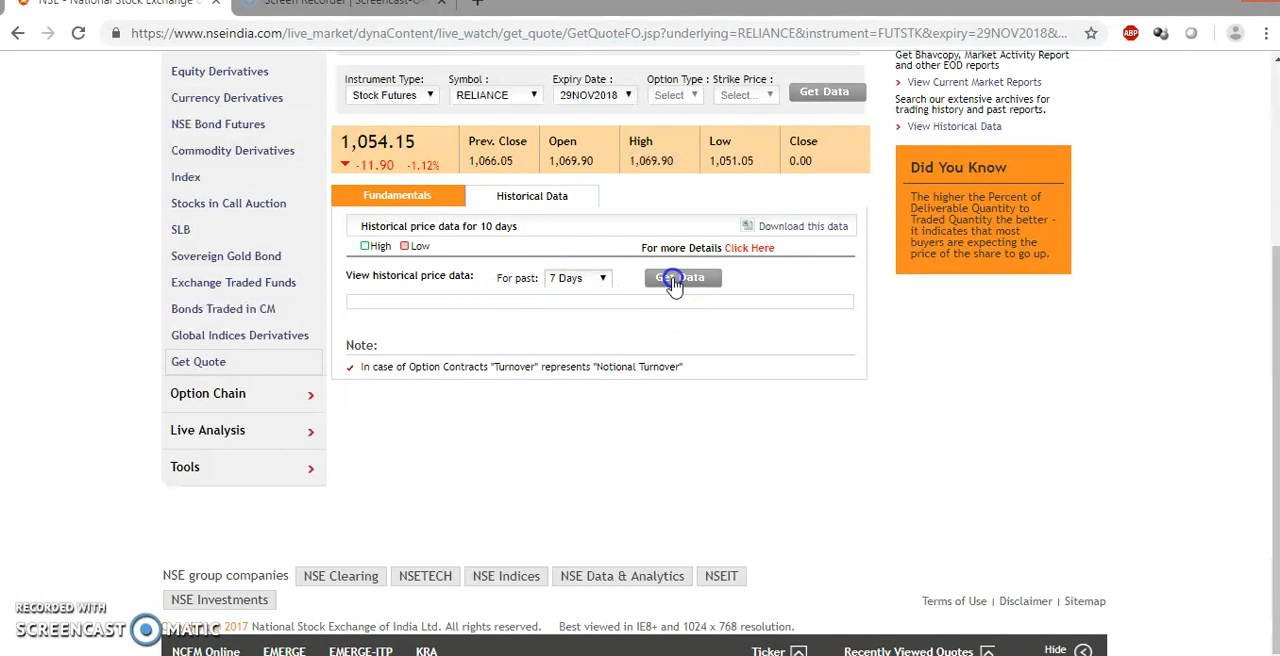 NSE - National Stock Exchange
Screen Recorder | Screencast-O-
https://www.nseindia.com/live_market/dynaContent/live_watch/get_quote/GetQuoteFO.jsp?underlying=RELIANCE&instrument=FUTSTK&expiry=29NOV2018&...
ABP
Equity Derivatives
Currency Derivatives
NSE Bond Futures
Commodity Derivatives
Index
Stocks in Call Auction
SLB
Sovereign Gold Bond
Exchange Traded Funds
Bonds Traded in CM
Global Indices Derivatives
Get Quote
Option Chain
Live Analysis
Tools
Instrument Type: Symbol : Expiry Date : Option Type : Strike Price :
Stock Futures RELIANCE 29NOV2018 Select Select... Get Data
1,054.15 Prev. Close Open High Low Close
-11.90 -1.12% 1,066.05 1,069.90 1,069.90 1,051.05 0.00
Fundamentals Historical Data
Historical price data for 10 days Download this data
High Low For more Details Click Here
View historical price data: For past: 7 Days Get Data
Note:
In case of Option Contracts "Turnover" represents "Notional Turnover"
Get Bhavcopy, Market Activity Report
and other EOD reports
View Current Market Reports
Search our extensive archives for
trading history and past reports.
View Historical Data
Did You Know
The higher the Percent of
Deliverable Quantity to
Traded Quantity the better -
it indicates that most
buyers are expecting the
price of the share to go up.
NSE group companies NSE Clearing NSETECH NSE Indices NSE Data & Analytics NSEIT
NSE Investments
Terms of Use | Disclaimer | Sitemap
2017 National Stock Exchange of India Ltd. All rights reserved. Best viewed in IE8+ and 1024 x 768 resolution.
RECORDED WITH
SCREENCAST MATIC
NCFM Online EMERGE EMERGE-ITP KRA Ticker Recently Viewed Quotes Hide